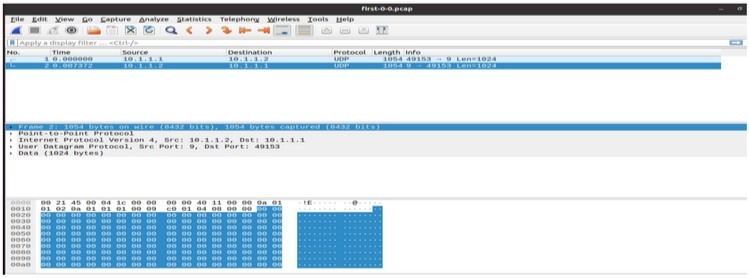 first-0-0.pcap
File Edit View Go Capture Analyze Statistics Telephony Wireless Tools Help
Apply a display filter ... <Ctrl-/>
No. Time Source Destination Protocol Length Info
1 0.000000 10.1.1.1 10.1.1.2 UDP 1054 49153 → 9 Len=1024
2 0.007372 10.1.1.2 10.1.1.1 UDP 1054 9 → 49153 Len=1024
Frame 2: 1054 bytes on wire (8432 bits), 1054 bytes captured (8432 bits)
Point-to-Point Protocol
Internet Protocol Version 4, Src: 10.1.1.2, Dst: 10.1.1.1
User Datagram Protocol, Src Port: 9, Dst Port: 49153
Data (1024 bytes)
0000 00 21 45 00 04 1c 00 00 00 00 40 11 00 00 0a 01 ·!E·······@·····
0010 01 02 0a 01 01 01 00 09 c0 01 04 08 00 00 00 00 ················
0020 00 00 00 00 00 00 00 00 00 00 00 00 00 00 00 00 ················
0030 00 00 00 00 00 00 00 00 00 00 00 00 00 00 00 00 ················
0040 00 00 00 00 00 00 00 00 00 00 00 00 00 00 00 00 ················
0050 00 00 00 00 00 00 00 00 00 00 00 00 00 00 00 00 ················
0060 00 00 00 00 00 00 00 00 00 00 00 00 00 00 00 00 ················
0070 00 00 00 00 00 00 00 00 00 00 00 00 00 00 00 00 ················
0080 00 00 00 00 00 00 00 00 00 00 00 00 00 00 00 00 ················
0090 00 00 00 00 00 00 00 00 00 00 00 00 00 00 00 00 ················
00a0 00 00 00 00 00 00 00 00 00 00 00 00 00 00 00 00 ················